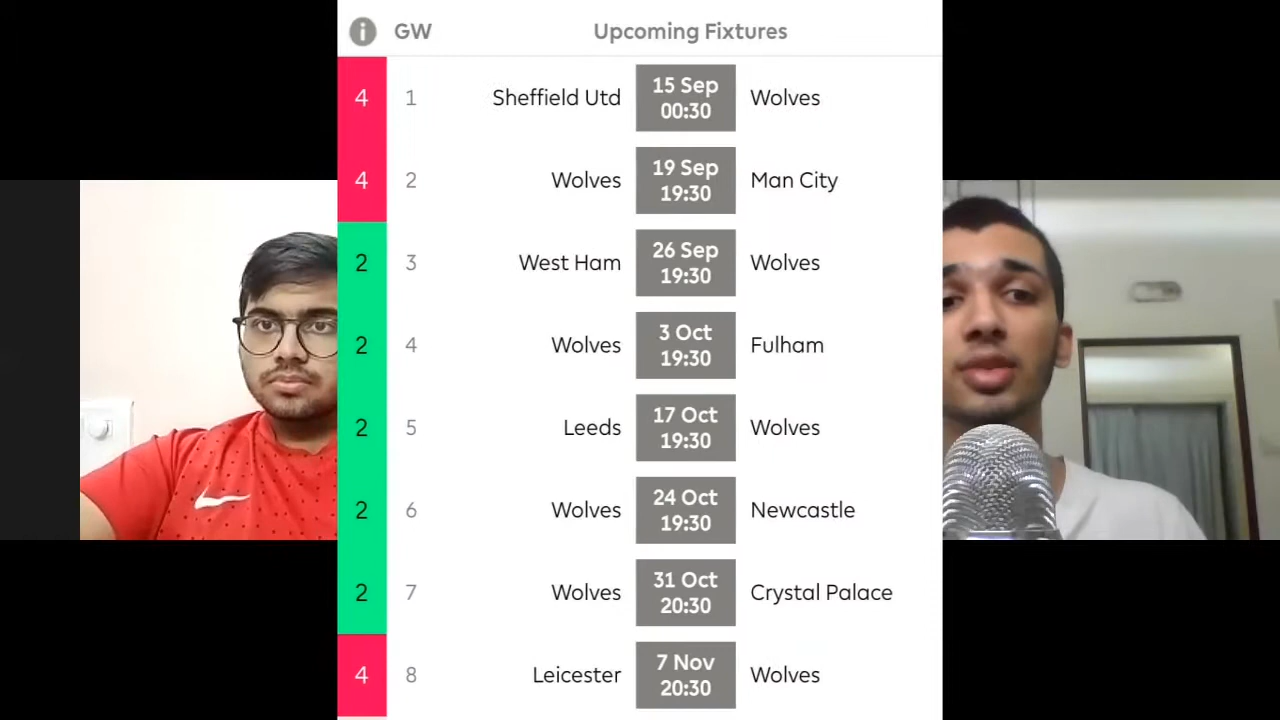 i GW Upcoming Fixtures
4 1 Sheffield Utd 15 Sep 00:30 Wolves
4 2 Wolves 19 Sep 19:30 Man City
2 3 West Ham 26 Sep 19:30 Wolves
2 4 Wolves 3 Oct 19:30 Fulham
2 5 Leeds 17 Oct 19:30 Wolves
2 6 Wolves 24 Oct 19:30 Newcastle
2 7 Wolves 31 Oct 20:30 Crystal Palace
4 8 Leicester 7 Nov 20:30 Wolves